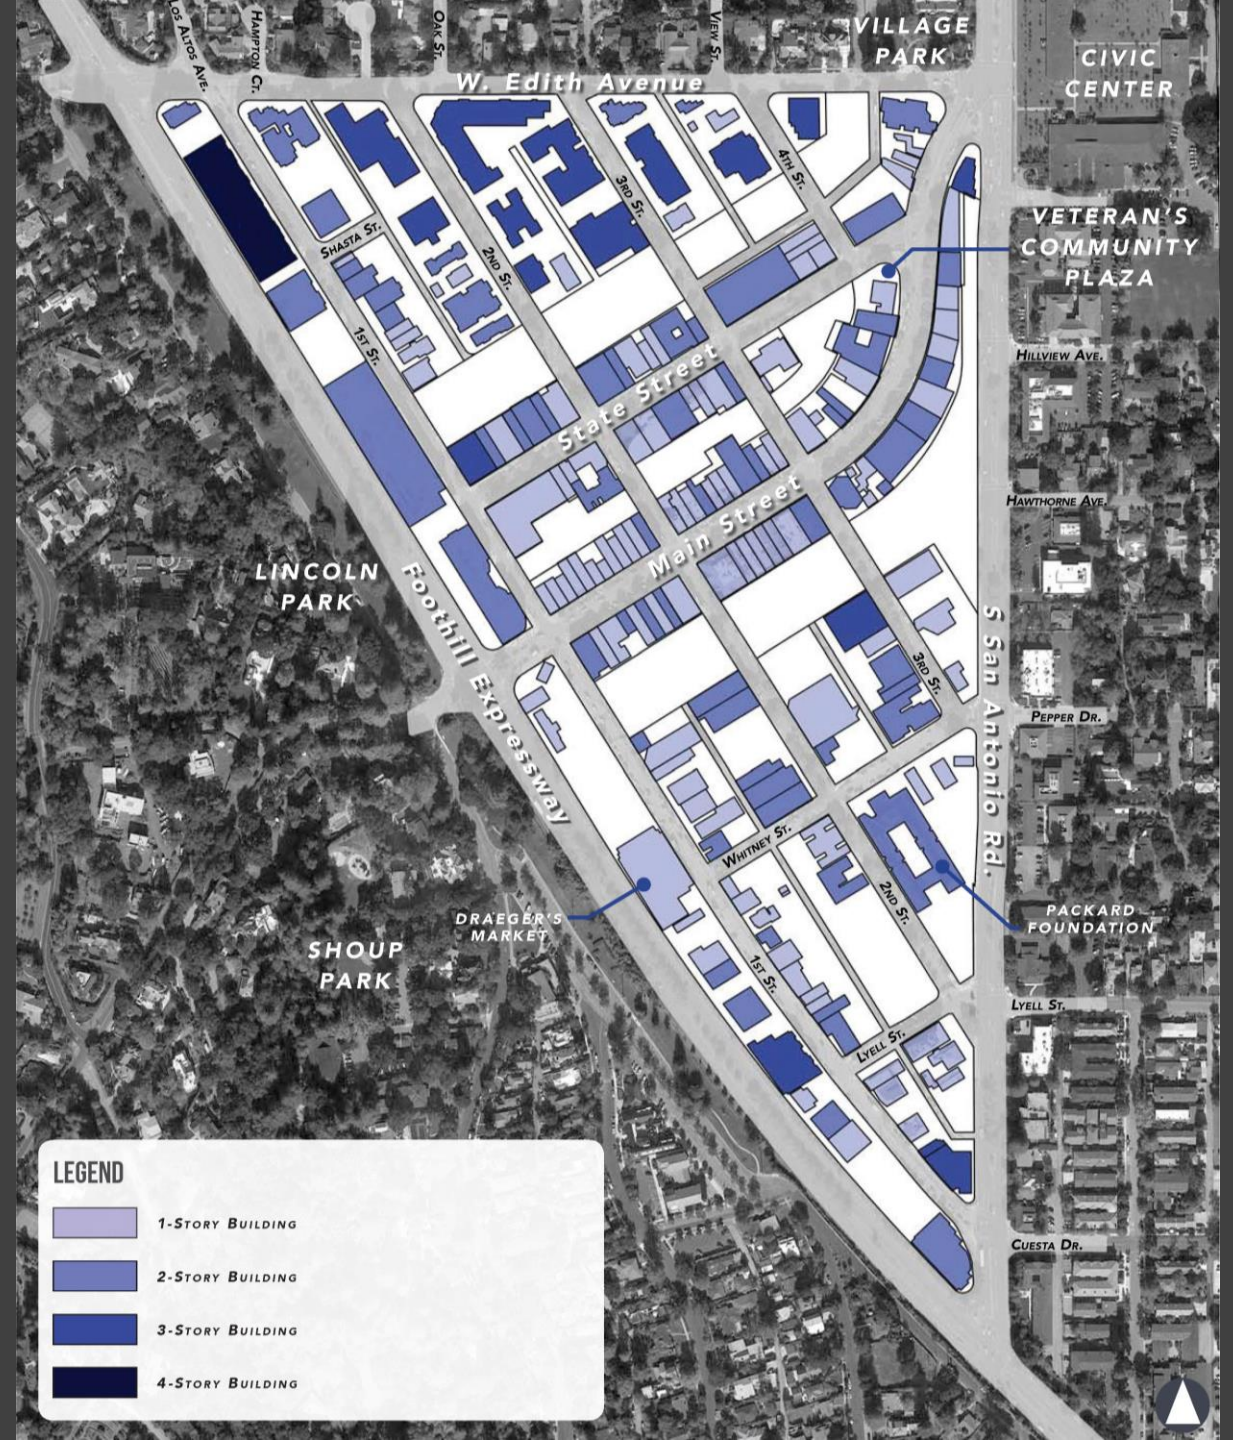 LOS ALTOS AVE.
HAMPTON CT.
OAK ST.
VIEW ST.
VILLAGE
PARK
CIVIC
CENTER
W. EDITH AVENUE
4TH ST.
3RD ST.
SHASTA ST.
2ND ST.
VETERAN'S
COMMUNITY
PLAZA
1ST ST.
HILLVIEW AVE.
State Street
HAWTHORNE AVE.
Main Street
LINCOLN
PARK
Foothill Expressway
S San Antonio Rd.
3RD ST.
PEPPER DR.
WHITNEY ST.
2ND ST.
DRAEGER'S
MARKET
PACKARD
FOUNDATION
SHOUP
PARK
1ST ST.
LYELL ST.
LYELL ST.
CUESTA DR.
LEGEND
1-STORY BUILDING
2-STORY BUILDING
3-STORY BUILDING
4-STORY BUILDING